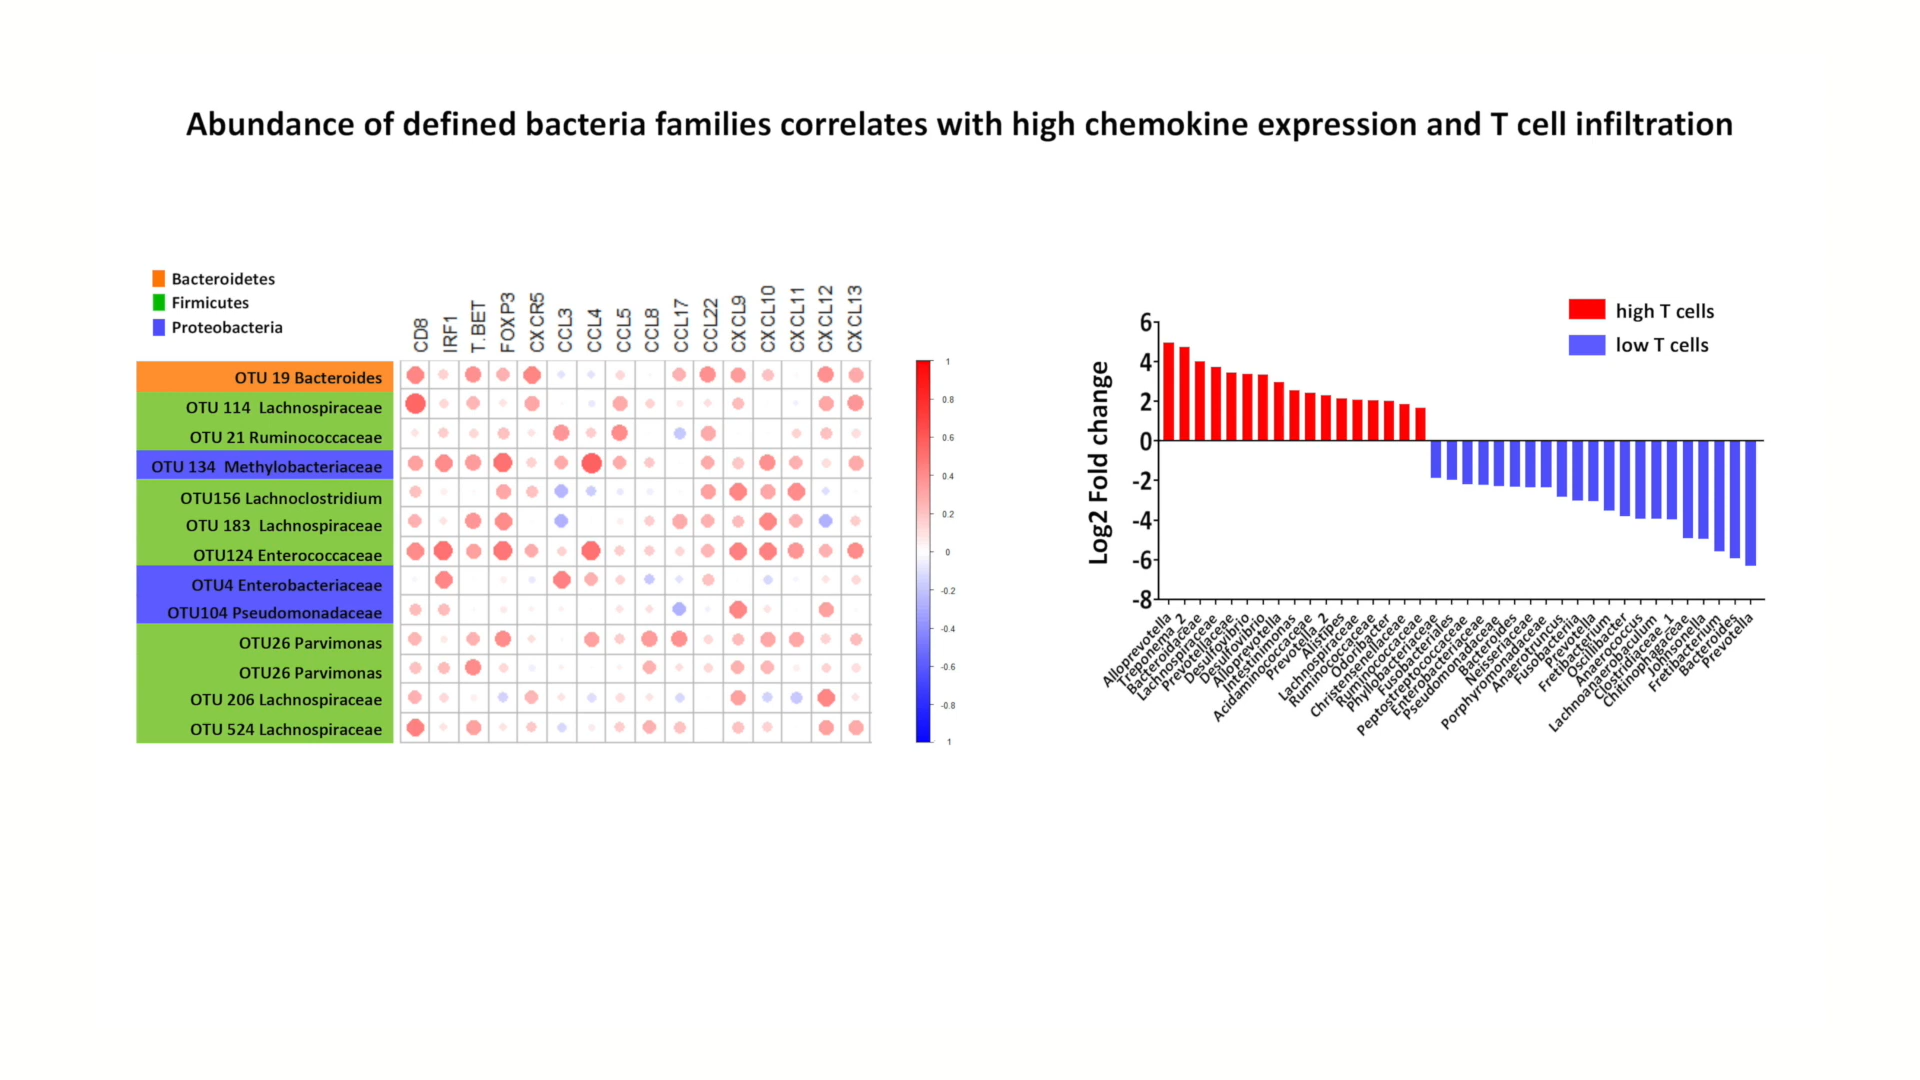 Abundance of defined bacteria families correlates with high chemokine expression and T cell infiltration
Bacteroidetes
Firmicutes
Proteobacteria
CD8
IRF1
T.BET
FOXP3
CXCR5
CCL3
CCL4
CCL5
CCL8
CCL17
CCL22
CXCL9
CXCL10
CXCL11
CXCL12
CXCL13
OTU 19 Bacteroides
OTU 114 Lachnospiraceae
OTU 21 Ruminococcaceae
OTU 134 Methylobacteriaceae
OTU156 Lachnoclostridium
OTU 183 Lachnospiraceae
OTU124 Enterococcaceae
OTU4 Enterobacteriaceae
OTU104 Pseudomonadaceae
OTU26 Parvimonas
OTU26 Parvimonas
OTU 206 Lachnospiraceae
OTU 524 Lachnospiraceae
1
0.8
0.6
0.4
0.2
0
-0.2
-0.4
-0.6
-0.8
1
high T cells
low T cells
Log2 Fold change
6
4
2
0
-2
-4
-6
-8
Alloprevotella
Treponema_2
Bacteroidaceae
Lachnospiraceae
Prevotellaceae
Desulfovibrio
Desulfovibrio
Alloprevotella
Intestinimonas
Acidaminococcaceae
Prevotella_2
Alistipes
Lachnospiraceae
Ruminococcaceae
Odoribacter
Christensenellaceae
Ruminococcaceae
Phyllobacteriaceae
Fusobacteriales
Peptostreptococcaceae
Enterobacteriaceae
Pseudomonadaceae
Bacteroides
Neisseriaceae
Porphyromonadaceae
Anaerotruncus
Fusobacteria
Prevotella
Fretibacterium
Oscillibacter
Anaerococcus
Anaerobaculum
Lachnoanaerobaculum
Clostridiaceae_1
Chitinophagaceae
Johnsonella
Fretibacterium
Bacteroides
Prevotella